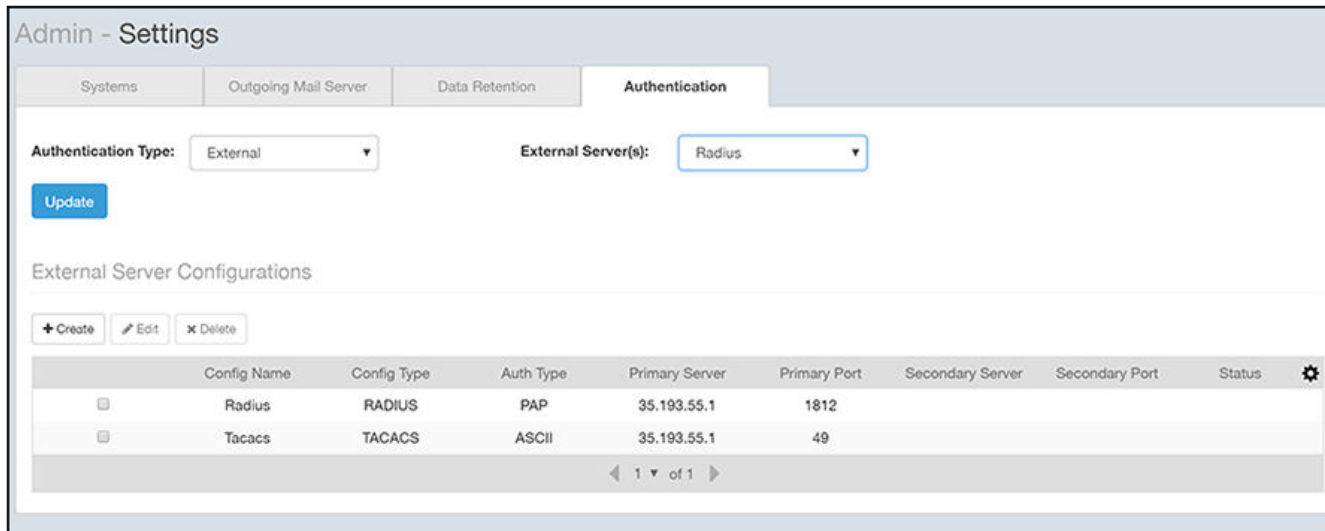 Admin - Settings
Systems Outgoing Mail Server Data Retention Authentication
Authentication Type: External External Server(s): Radius
Update
External Server Configurations
Create Edit Delete
Config Name Config Type Auth Type Primary Server Primary Port Secondary Server Secondary Port Status
Radius RADIUS PAP 35.193.55.1 1812
Tacacs TACACS ASCII 35.193.55.1 49
1 of 1